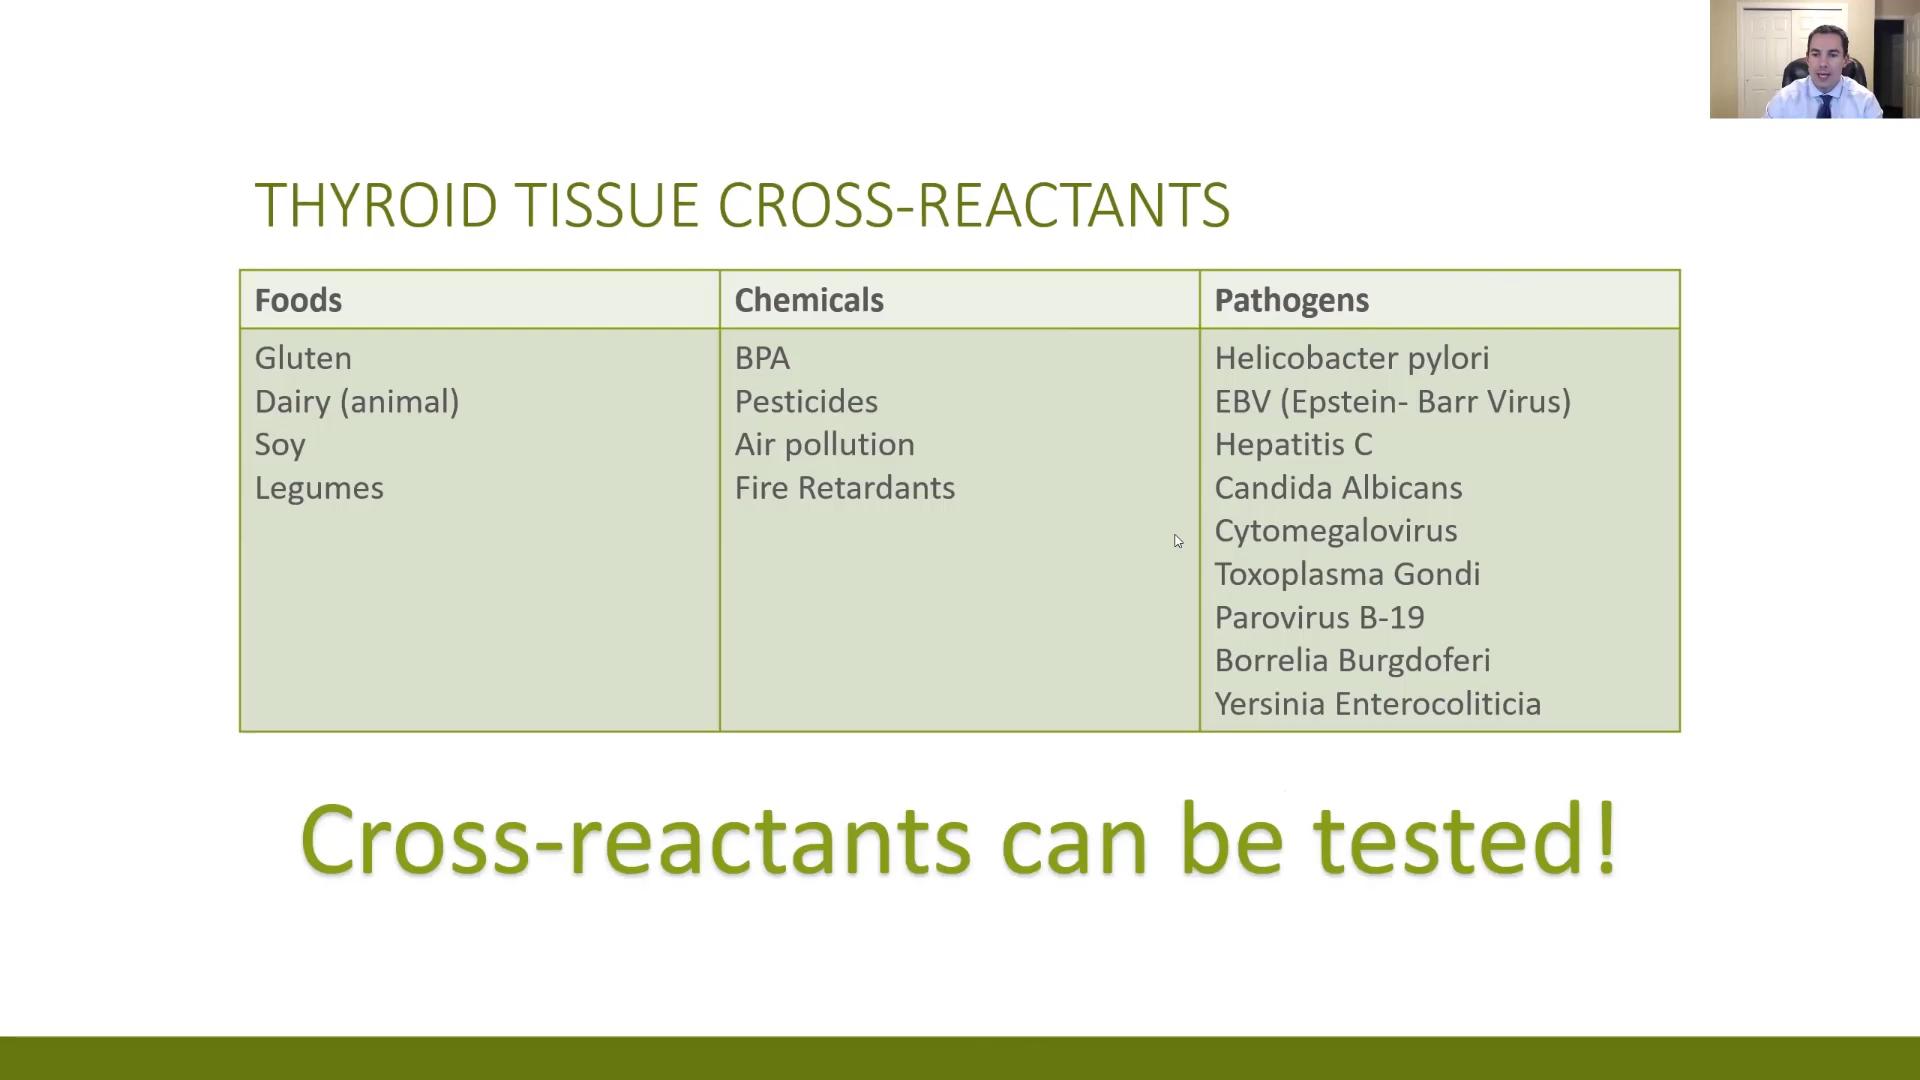 THYROID TISSUE CROSS-REACTANTS
Foods
Gluten
Dairy (animal)
Soy
Legumes
Chemicals
BPA
Pesticides
Air pollution
Fire Retardants
Pathogens
Helicobacter pylori
EBV (Epstein- Barr Virus)
Hepatitis C
Candida Albicans
Cytomegalovirus
Toxoplasma Gondi
Parovirus B-19
Borrelia Burgdoferi
Yersinia Enterocoliticia
Cross-reactants can be tested!